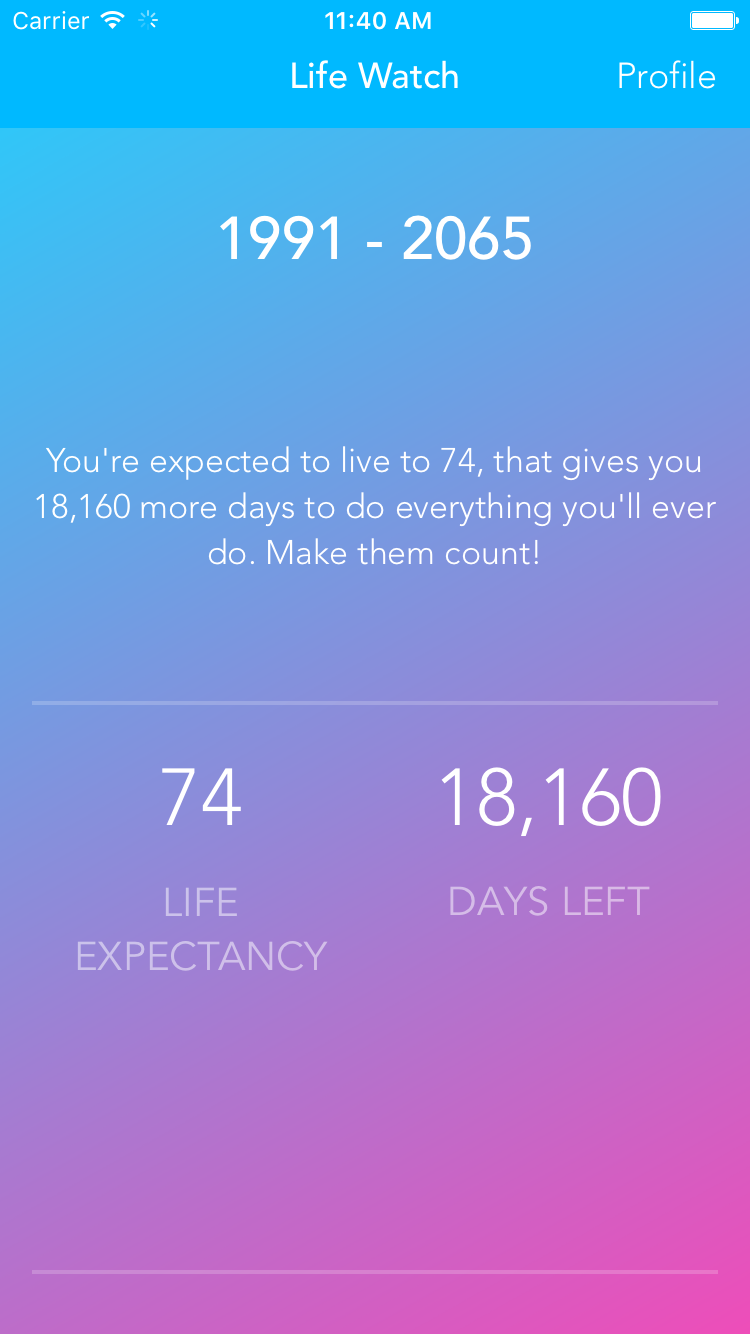 Carrier 11:40 AM
Life Watch Profile
1991 - 2065
You're expected to live to 74, that gives you
18,160 more days to do everything you'll ever
do. Make them count!
74 18,160
LIFE DAYS LEFT
EXPECTANCY